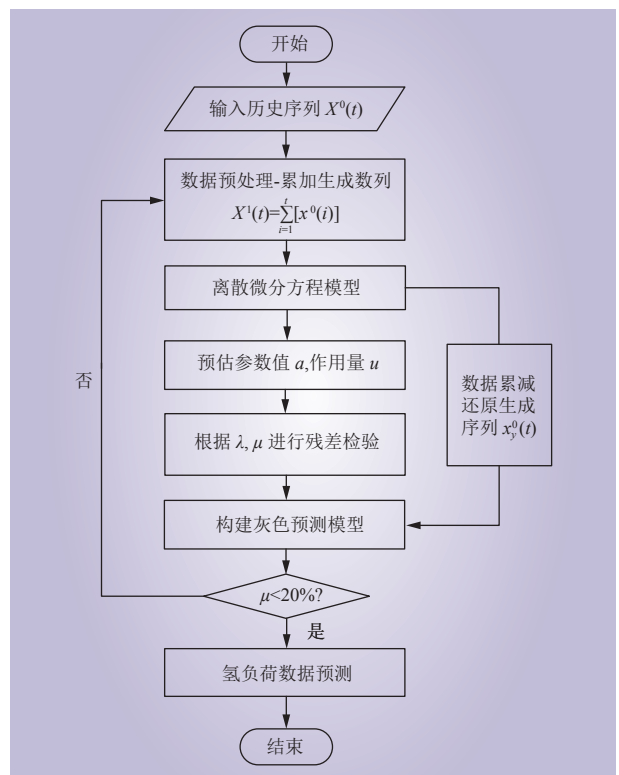 开始
输入历史序列 X⁰(t)
数据预处理-累加生成数列
X¹(t)=∑ᵢ₌₁ᵗ[x⁰(i)]
离散微分方程模型
预估参数值 a,作用量 u
否
数据累减
还原生成
序列 x_y⁰(t)
根据 λ, μ 进行残差检验
构建灰色预测模型
μ<20%?
是
氢负荷数据预测
结束